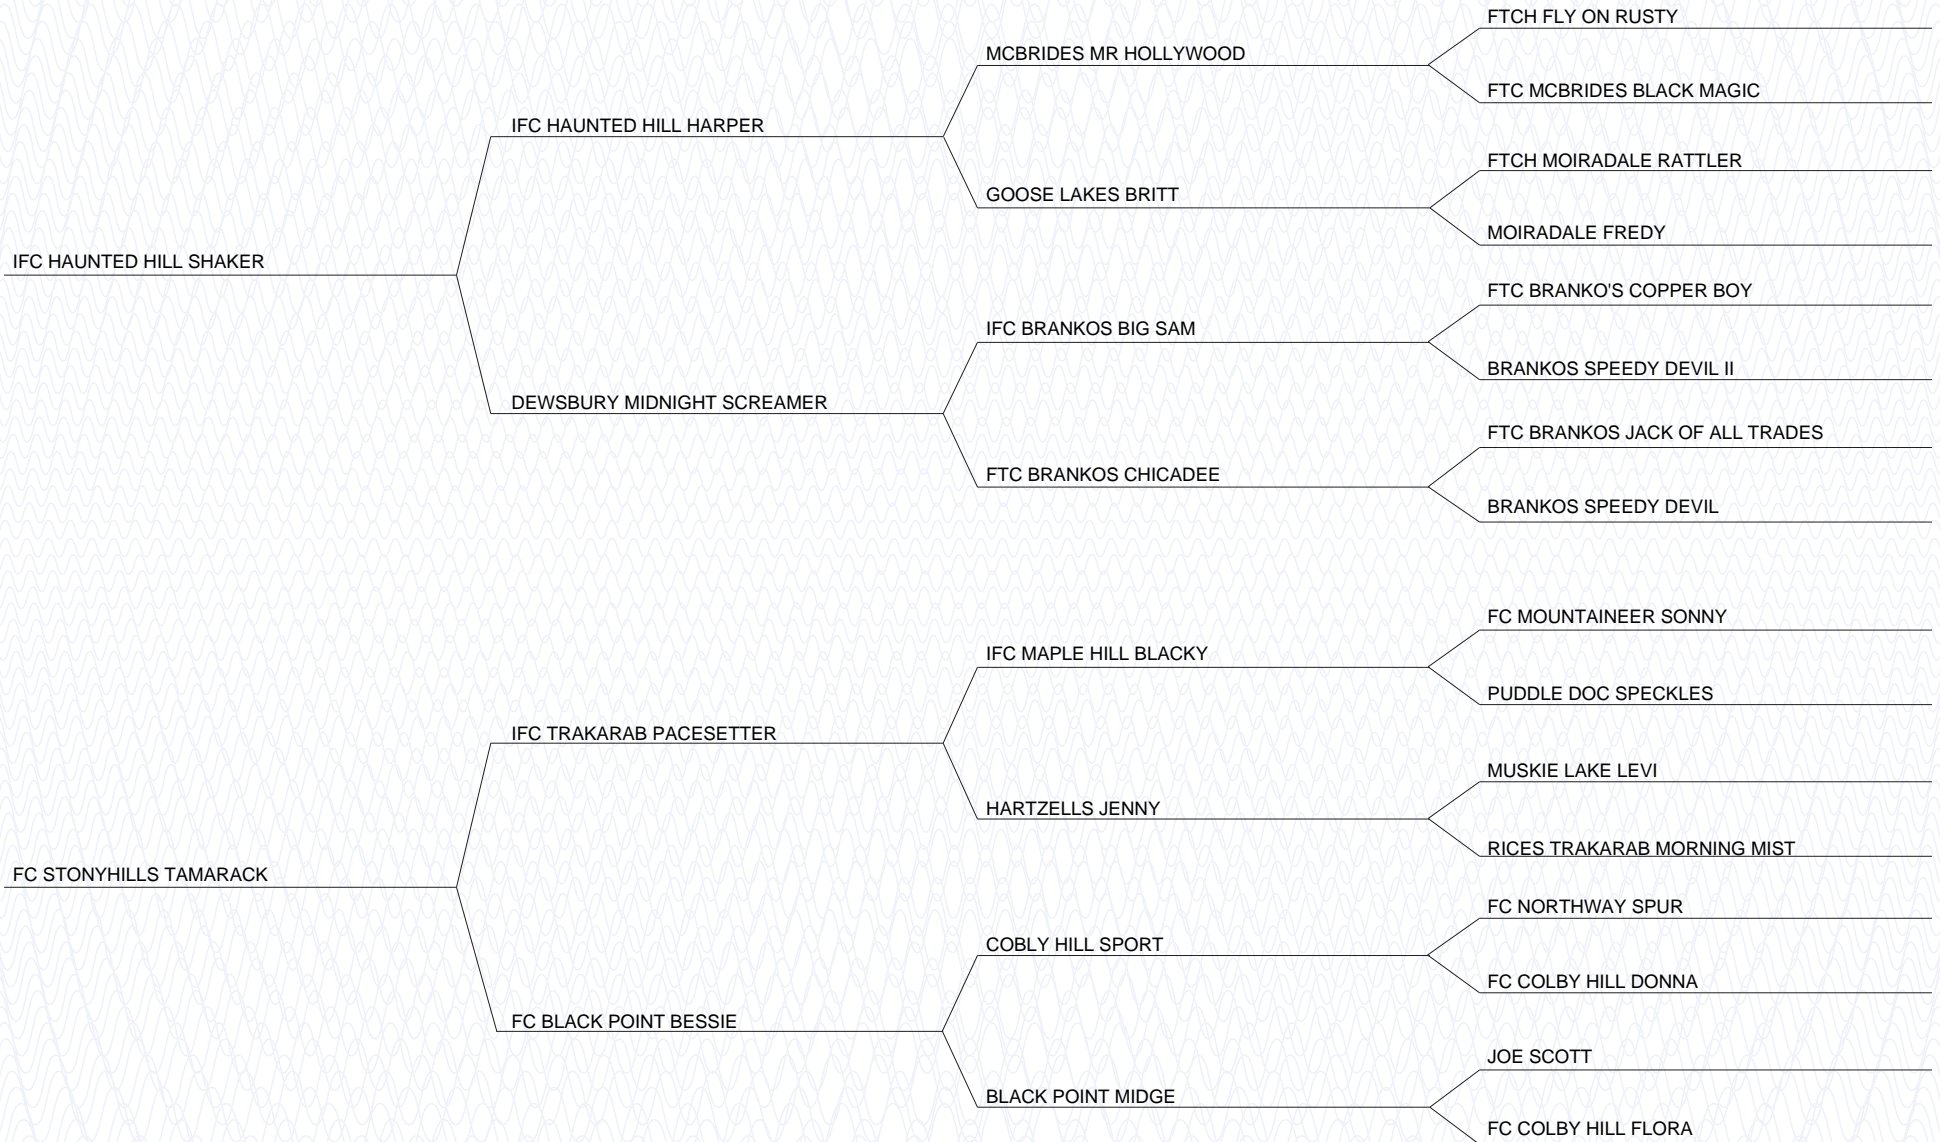 FTCH FLY ON RUSTY
MCBRIDES MR HOLLYWOOD
FTC MCBRIDES BLACK MAGIC
IFC HAUNTED HILL HARPER
FTCH MOIRADALE RATTLER
GOOSE LAKES BRITT
MOIRADALE FREDY
IFC HAUNTED HILL SHAKER
FTC BRANKO'S COPPER BOY
IFC BRANKOS BIG SAM
BRANKOS SPEEDY DEVIL II
DEWSBURY MIDNIGHT SCREAMER
FTC BRANKOS JACK OF ALL TRADES
FTC BRANKOS CHICADEE
BRANKOS SPEEDY DEVIL
FC MOUNTAINEER SONNY
IFC MAPLE HILL BLACKY
PUDDLE DOC SPECKLES
IFC TRAKARAB PACESETTER
MUSKIE LAKE LEVI
HARTZELLS JENNY
RICES TRAKARAB MORNING MIST
FC STONYHILLS TAMARACK
FC NORTHWAY SPUR
COBLY HILL SPORT
FC COLBY HILL DONNA
FC BLACK POINT BESSIE
JOE SCOTT
BLACK POINT MIDGE
FC COLBY HILL FLORA